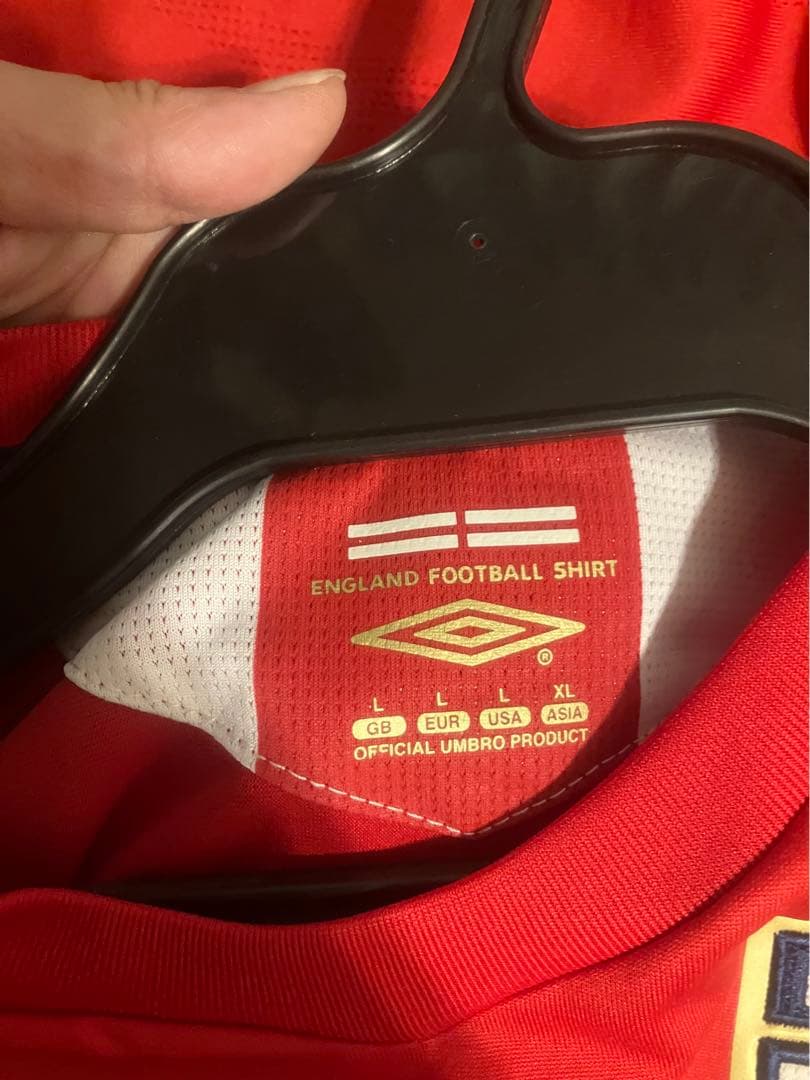 ENGLAND FOOTBALL SHIRT
®
L L L XL
GB EUR USA ASIA
OFFICIAL UMBRO PRODUCT